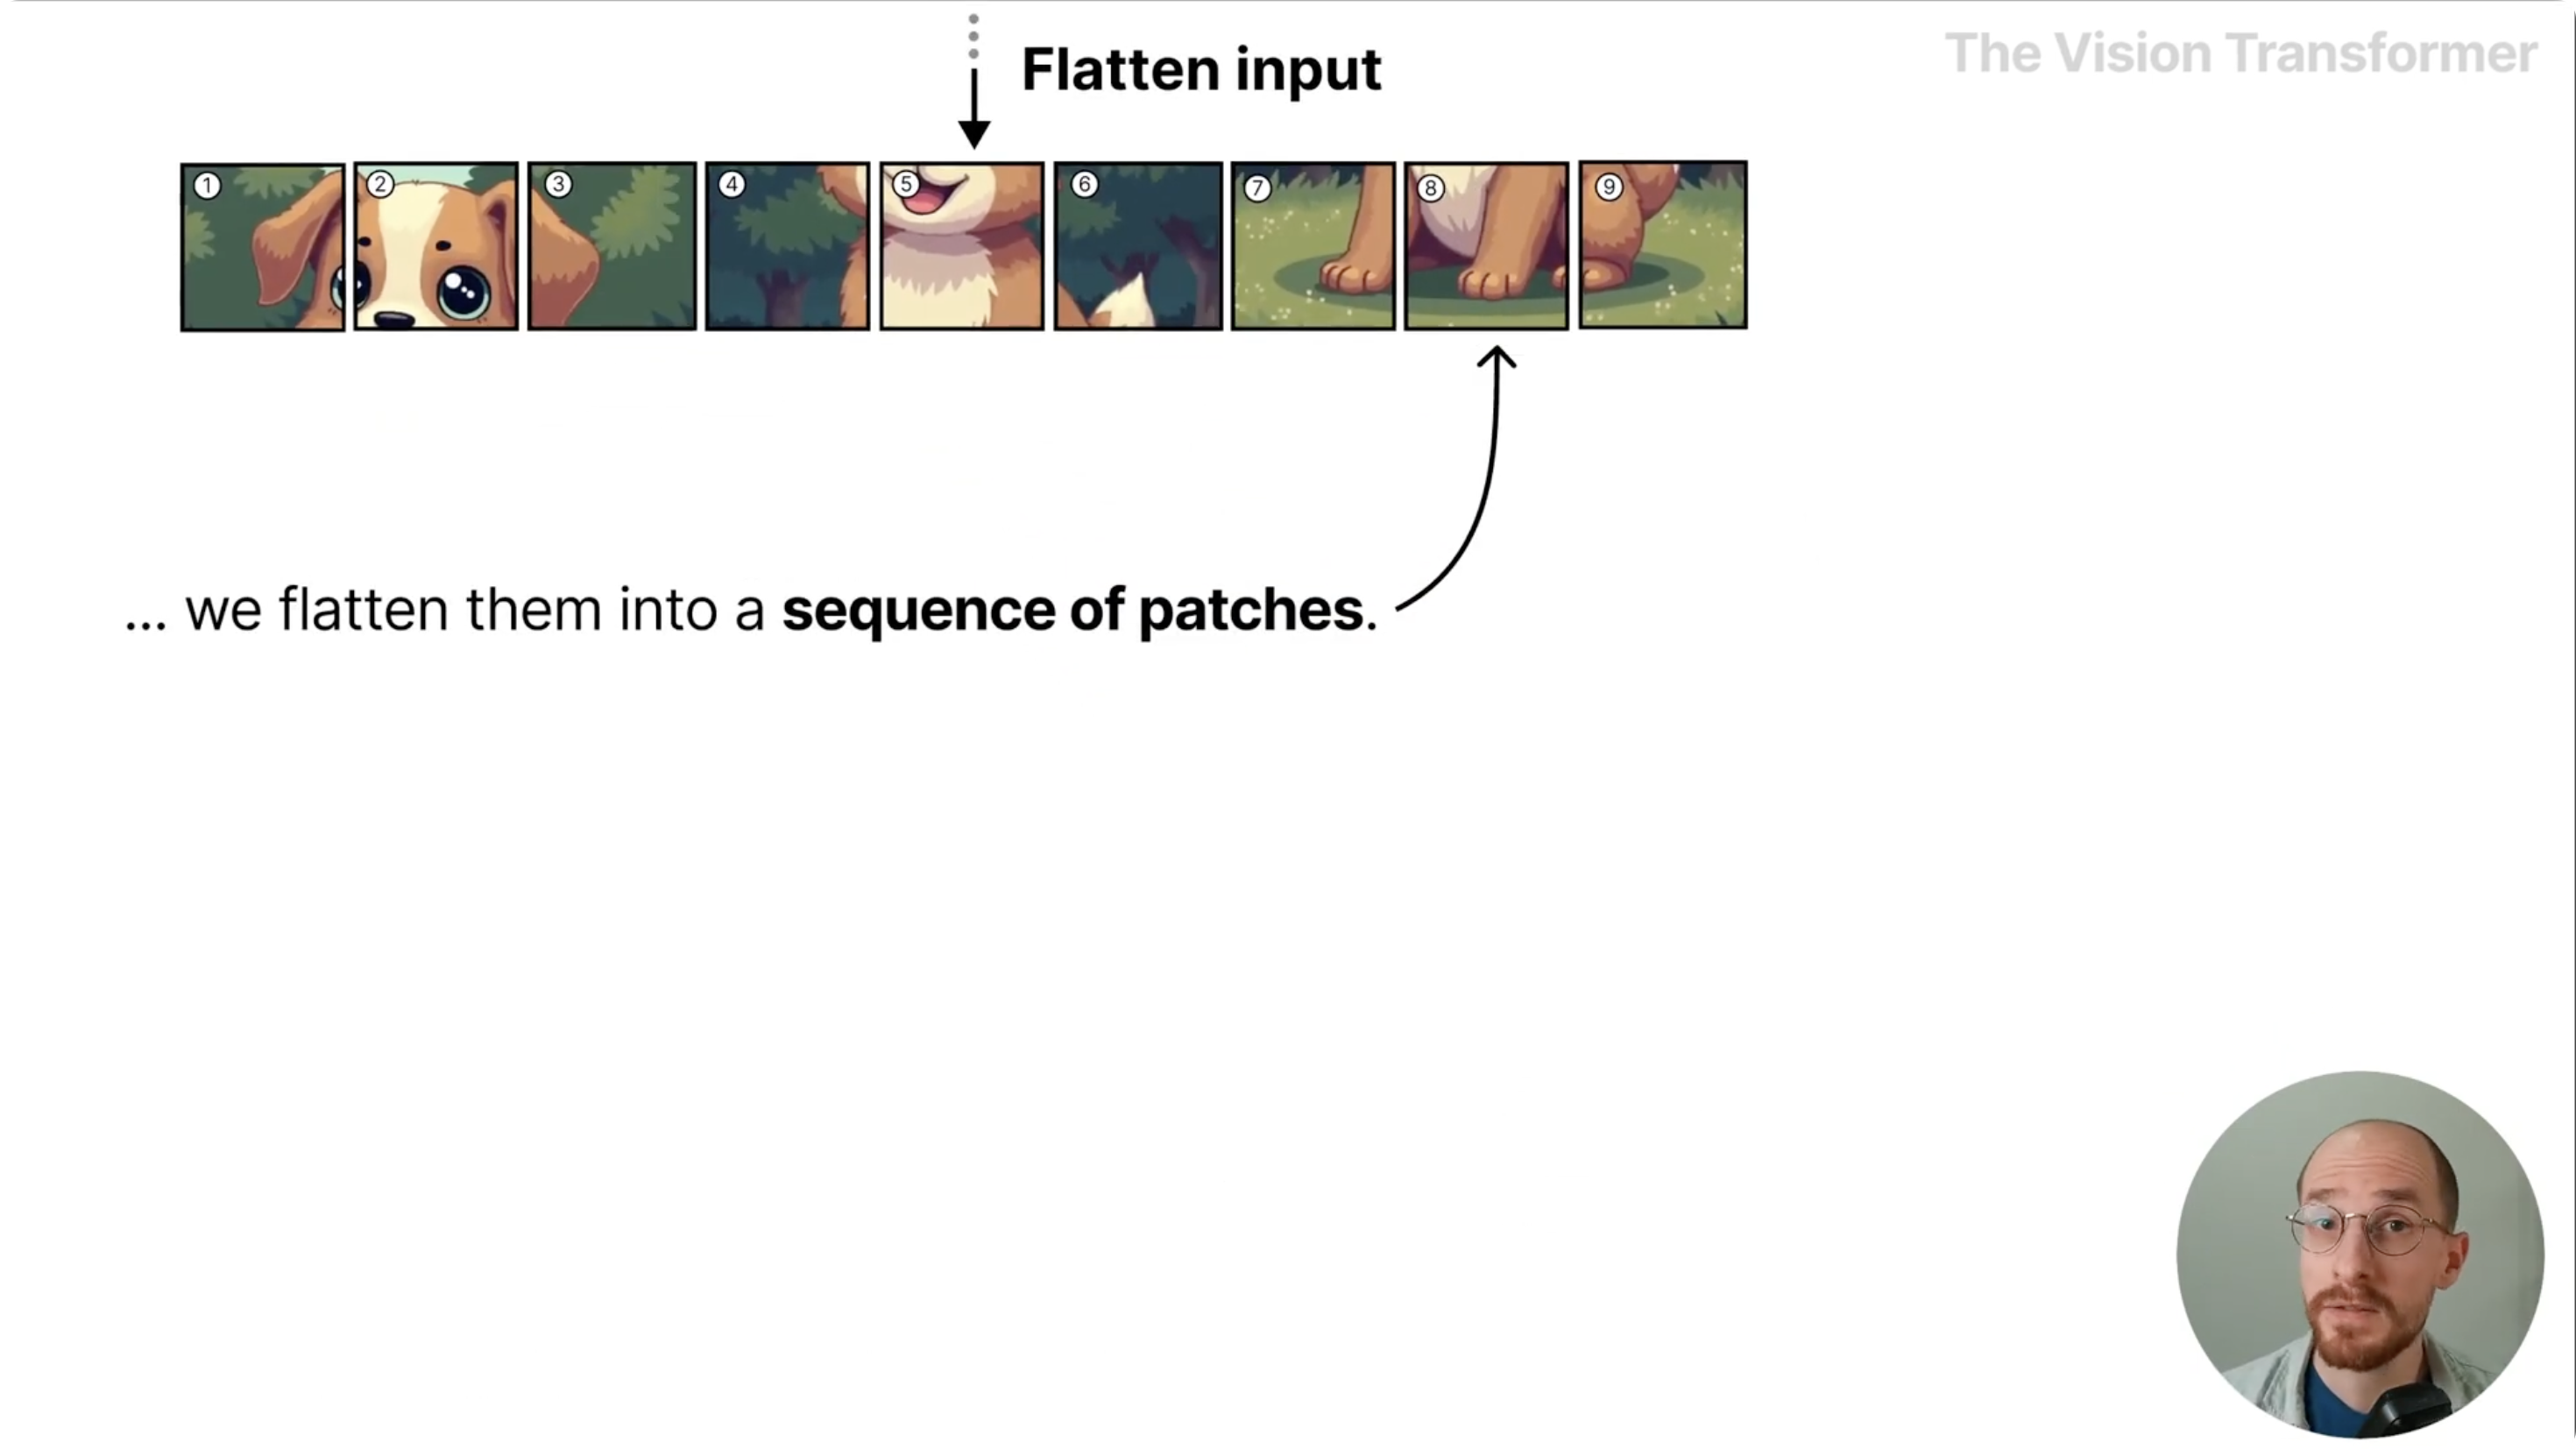 Flatten input
The Vision Transformer
1 2 3 4 5 6 7 8 9
... we flatten them into a sequence of patches.